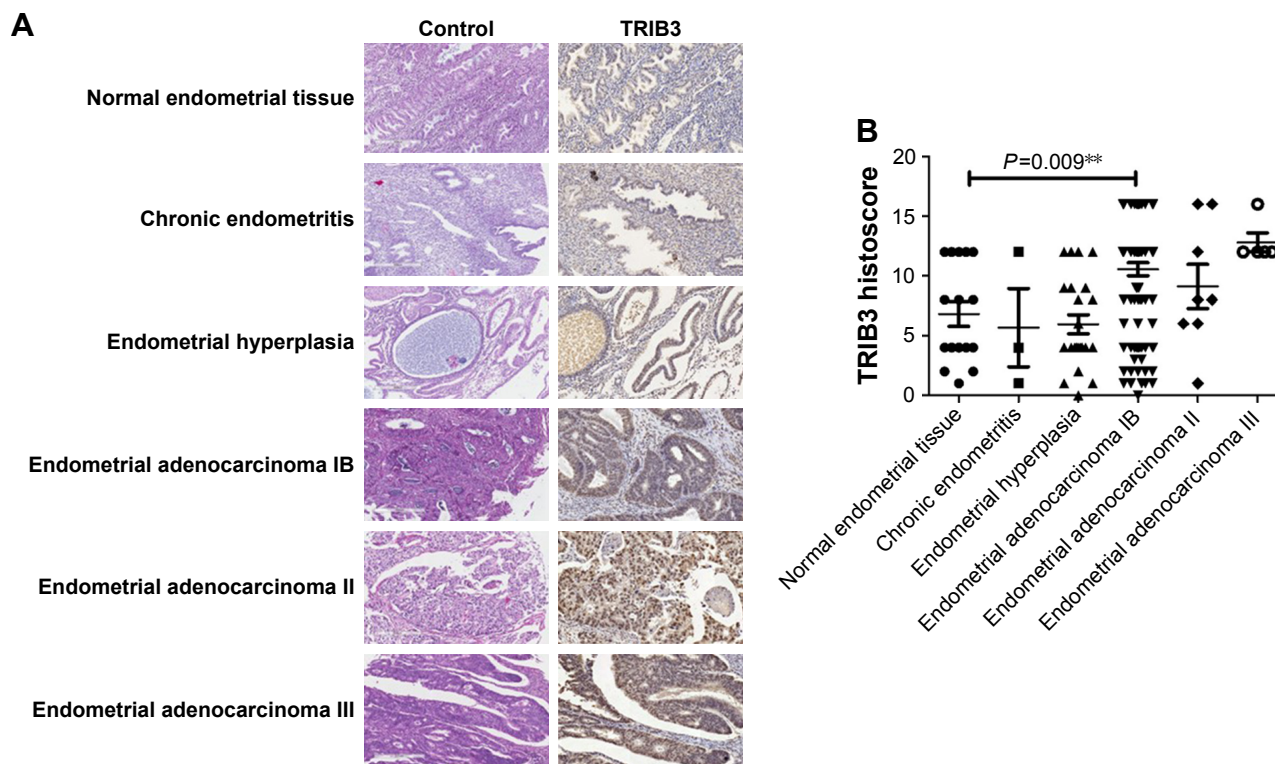 A
Control TRIB3
Normal endometrial tissue
Chronic endometritis
Endometrial hyperplasia
Endometrial adenocarcinoma IB
Endometrial adenocarcinoma II
Endometrial adenocarcinoma III
B
P=0.009**
TRIB3 histoscore
20
15
10
5
0
Normal endometrial tissue
Chronic endometritis
Endometrial hyperplasia
Endometrial adenocarcinoma IB
Endometrial adenocarcinoma II
Endometrial adenocarcinoma III